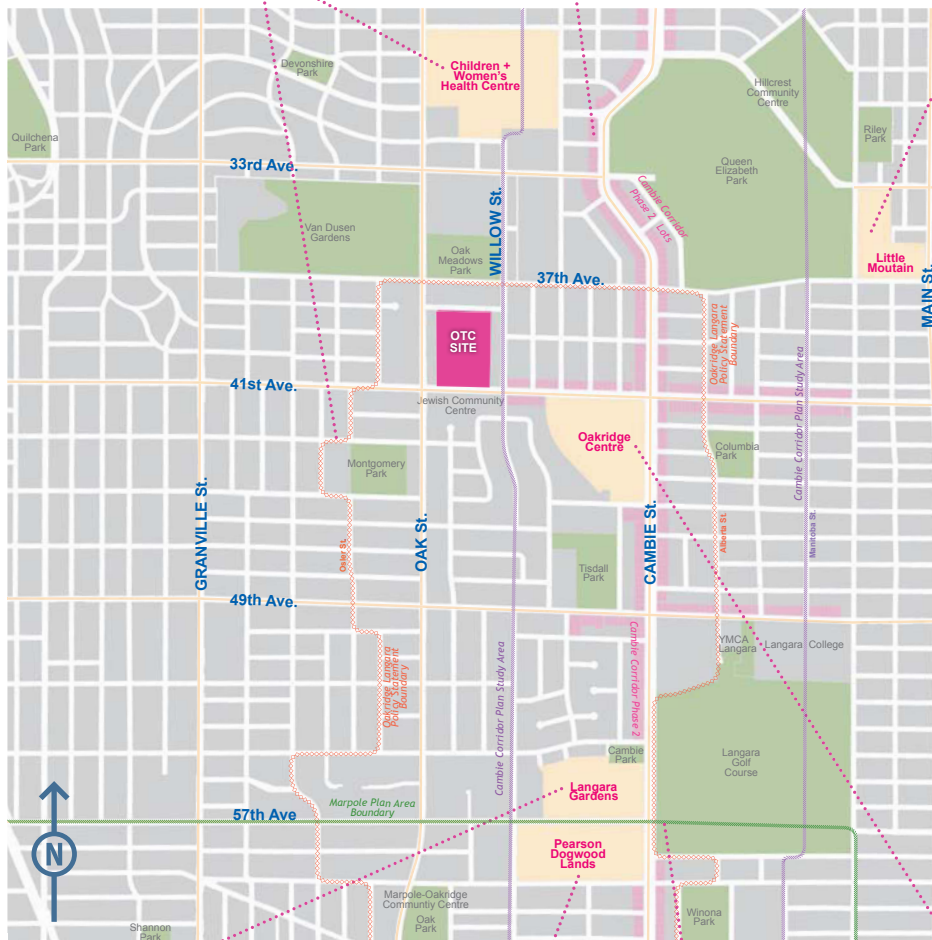 Devonshire
Park
Children +
Women's
Health Centre
Hillcrest
Community
Centre
Quilchena
Park
Riley
Park
33rd Ave.
Queen
Elizabeth
Park
Cambie Corridor
Phase 2 Lots
Van Dusen
Gardens
WILLOW St.
Oak
Meadows
Park
Little
Moutain
MAIN St.
37th Ave.
OTC
SITE
Oakridge Langara
Policy Statement
Boundary
Cambie Corridor Plan Study Area
41st Ave.
Jewish Community
Centre
Oakridge
Centre
Columbia
Park
Montgomery
Park
GRANVILLE St.
OAK St.
CAMBIE St.
Osler St.
Alberta St.
Manitoba St.
Tisdall
Park
49th Ave.
YMCA
Langara
Langara College
Oakridge Langara
Policy Statement
Boundary
Cambie Corridor Plan Study Area
Cambie Corridor Phase 2
Cambie
Park
Langara
Golf
Course
Langara
Gardens
Marpole Plan Area
Boundary
57th Ave
N
Pearson
Dogwood
Lands
Marpole-Oakridge
Communtiy Centre
Oak
Park
Winona
Park
Shannon
Park